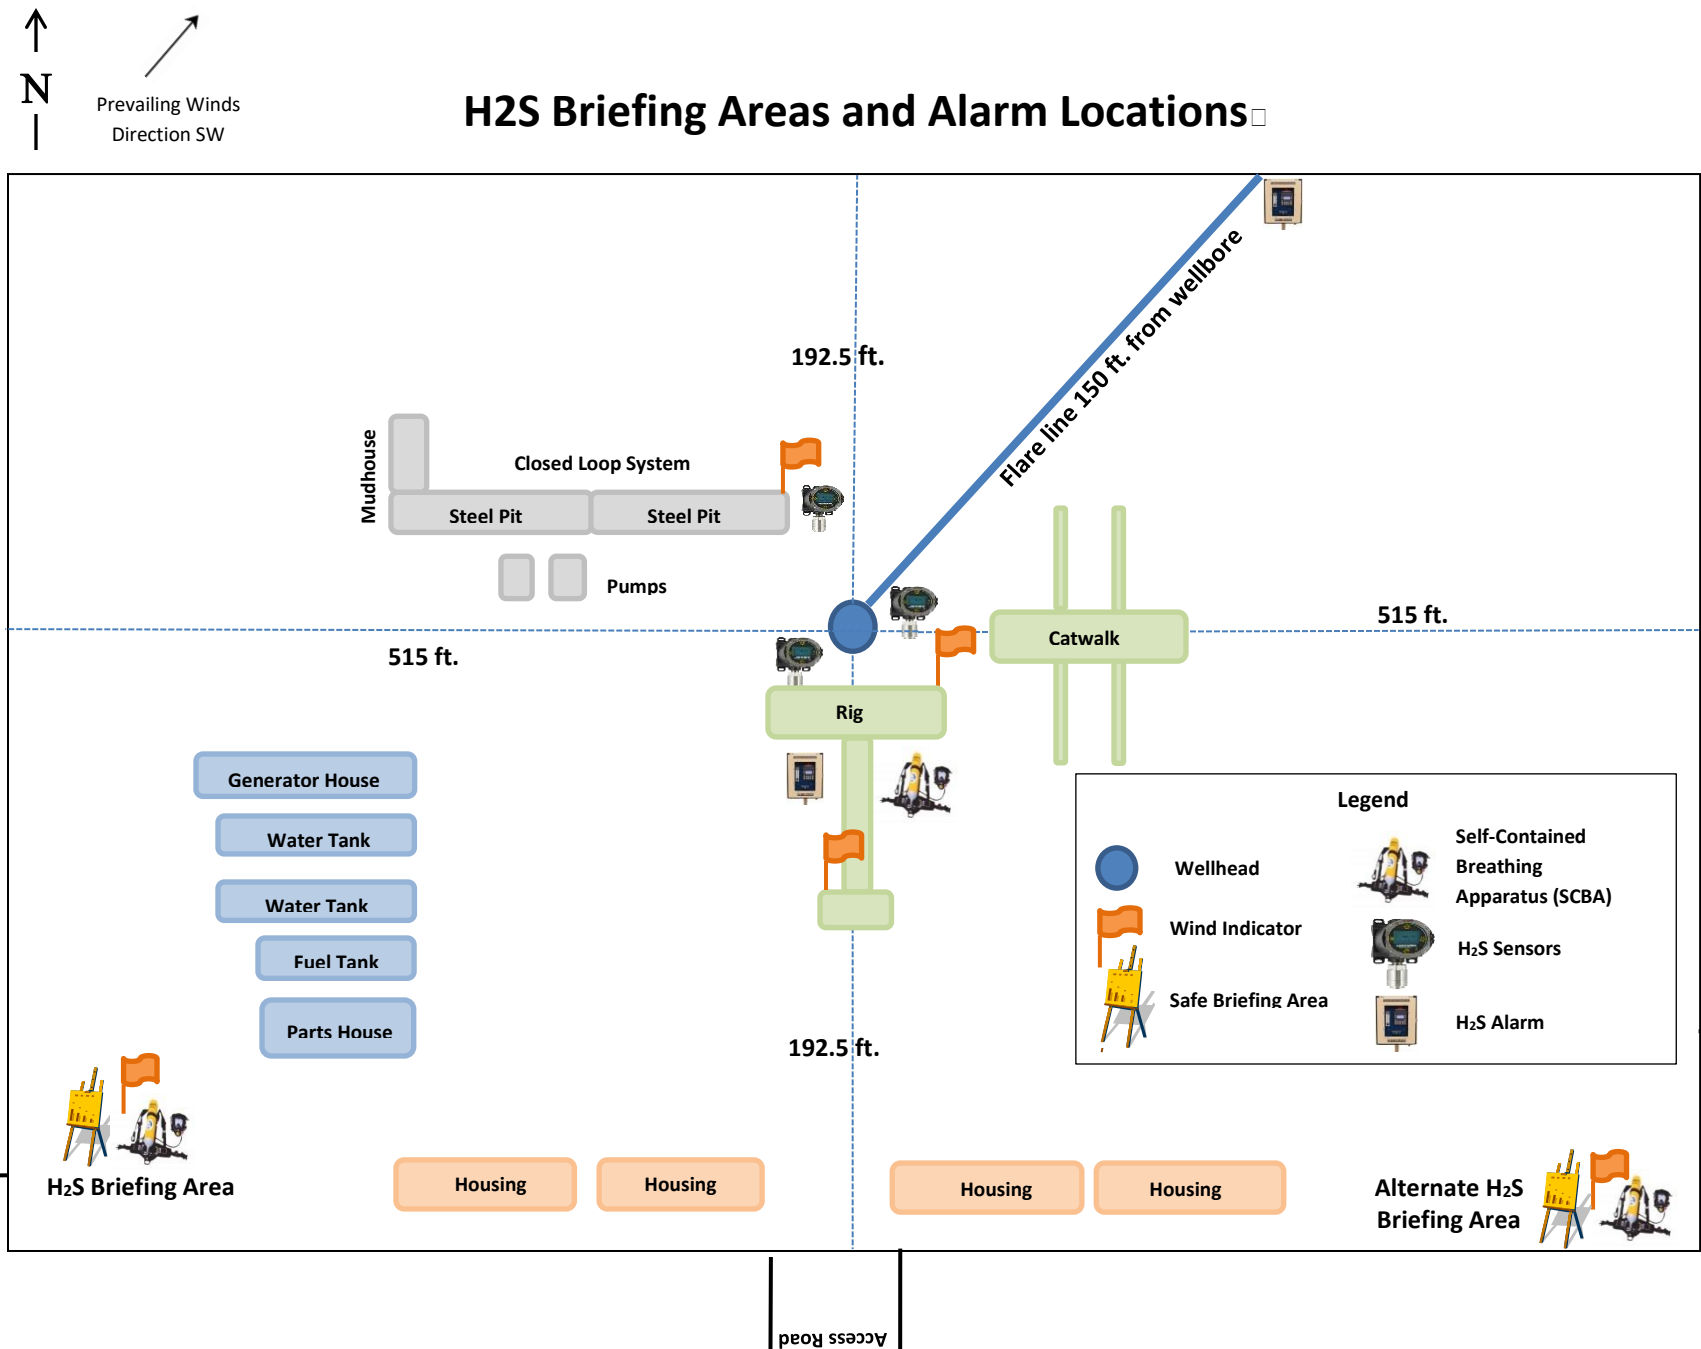 N
Prevailing Winds
Direction SW
H2S Briefing Areas and Alarm Locations□
192.5 ft.
Flare line 150 ft. from wellbore
Mudhouse
Closed Loop System
Steel Pit
Steel Pit
Pumps
515 ft.
515 ft.
Catwalk
Rig
Generator House
Water Tank
Water Tank
Fuel Tank
Parts House
192.5 ft.
Legend
Wellhead
Wind Indicator
Safe Briefing Area
Self-Contained
Breathing
Apparatus (SCBA)
H₂S Sensors
H₂S Alarm
H₂S Briefing Area
Housing
Housing
Housing
Housing
Alternate H₂S
Briefing Area
Access Road